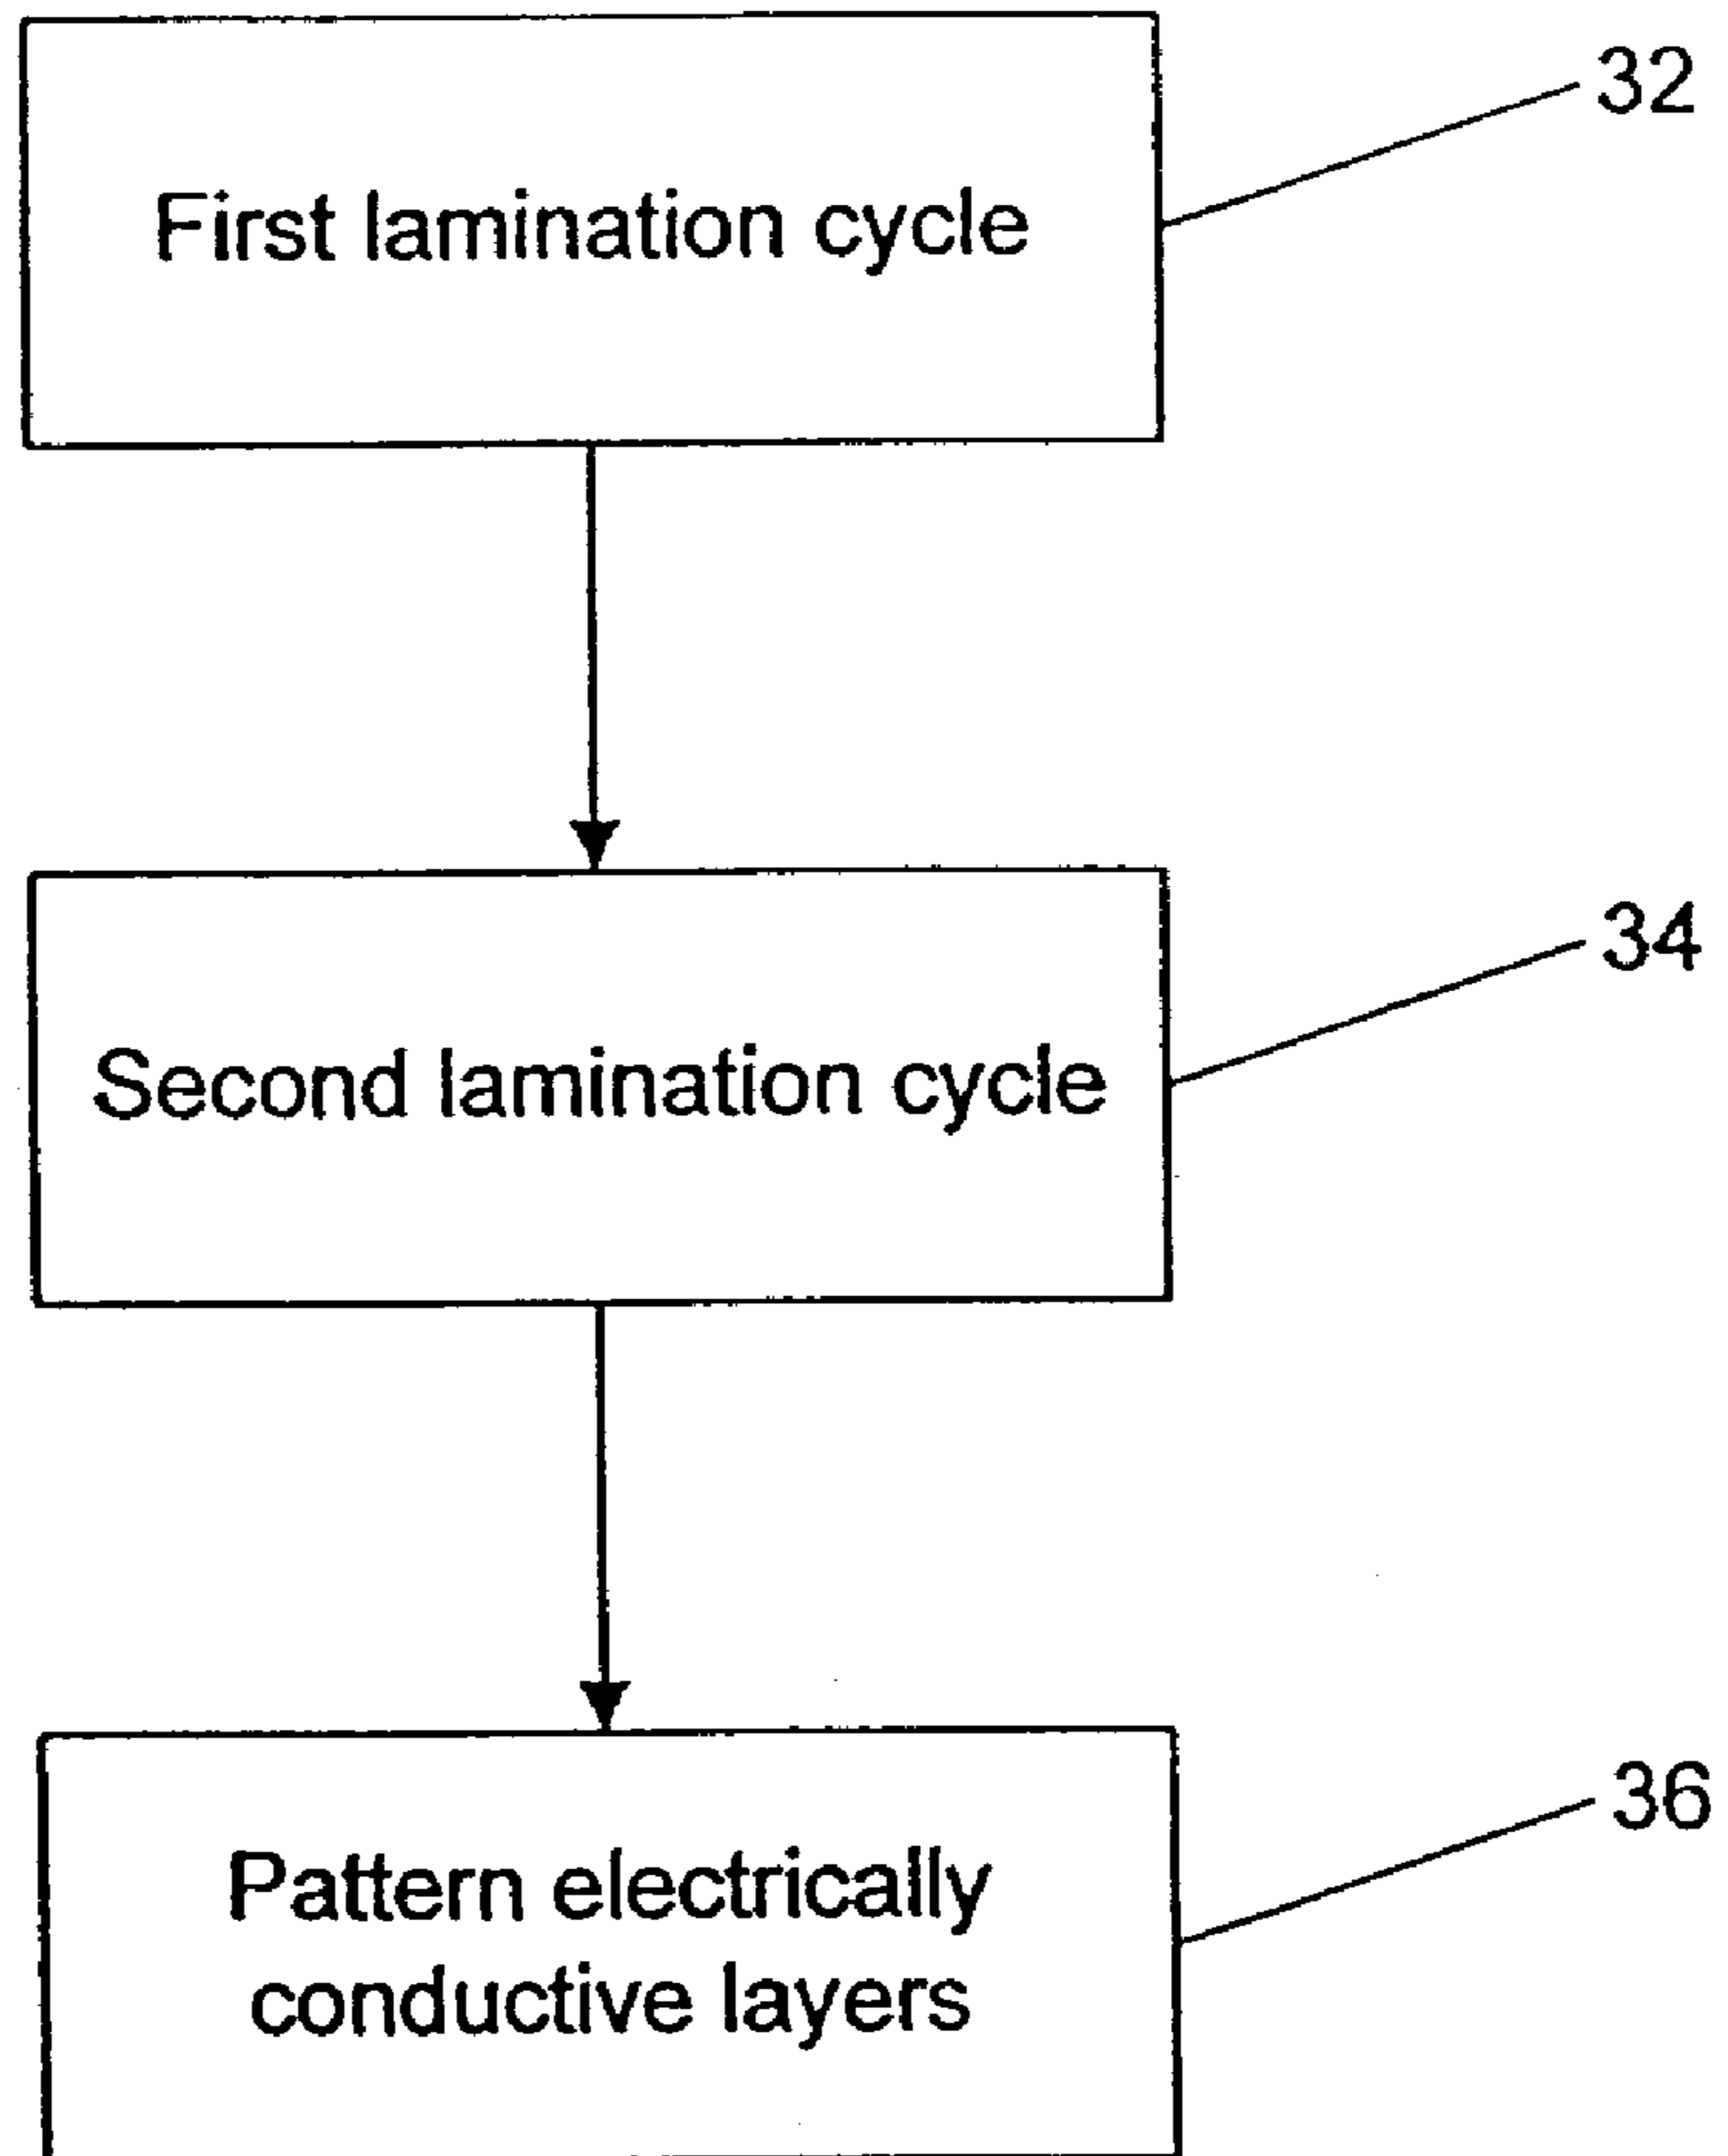 First lamination cycle
32
Second lamination cycle
34
Pattern electrically
conductive layers
36